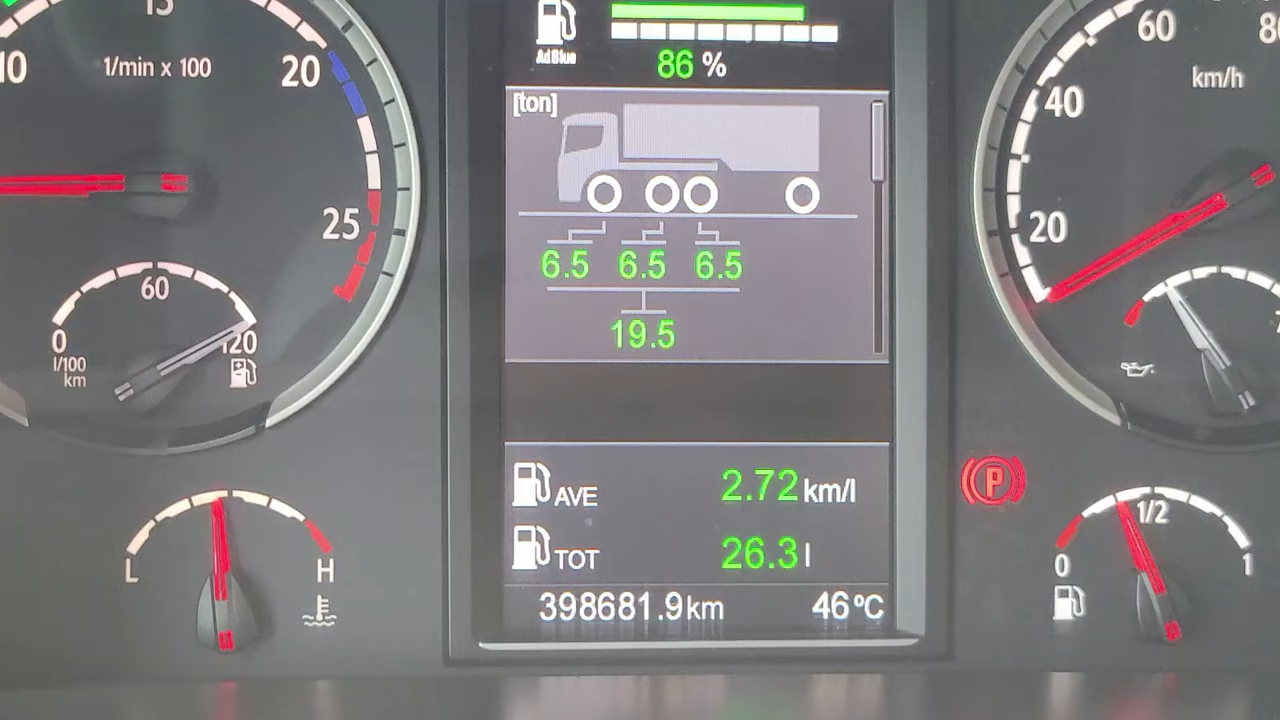 15
10
1/min x 100
20
25
60
0
120
l/100
km
L
H
AdBlue
86 %
[ton]
6.5 6.5 6.5
19.5
AVE 2.72 km/l
TOT 26.3 l
398681.9 km 46°C
60
80
km/h
40
20
P
1/2
0
1